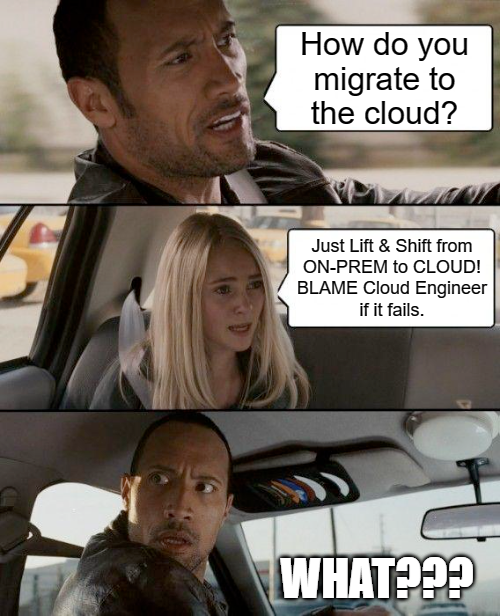 How do you
migrate to
the cloud?
Just Lift & Shift from
ON-PREM to CLOUD!
BLAME Cloud Engineer
if it fails.
WHAT???